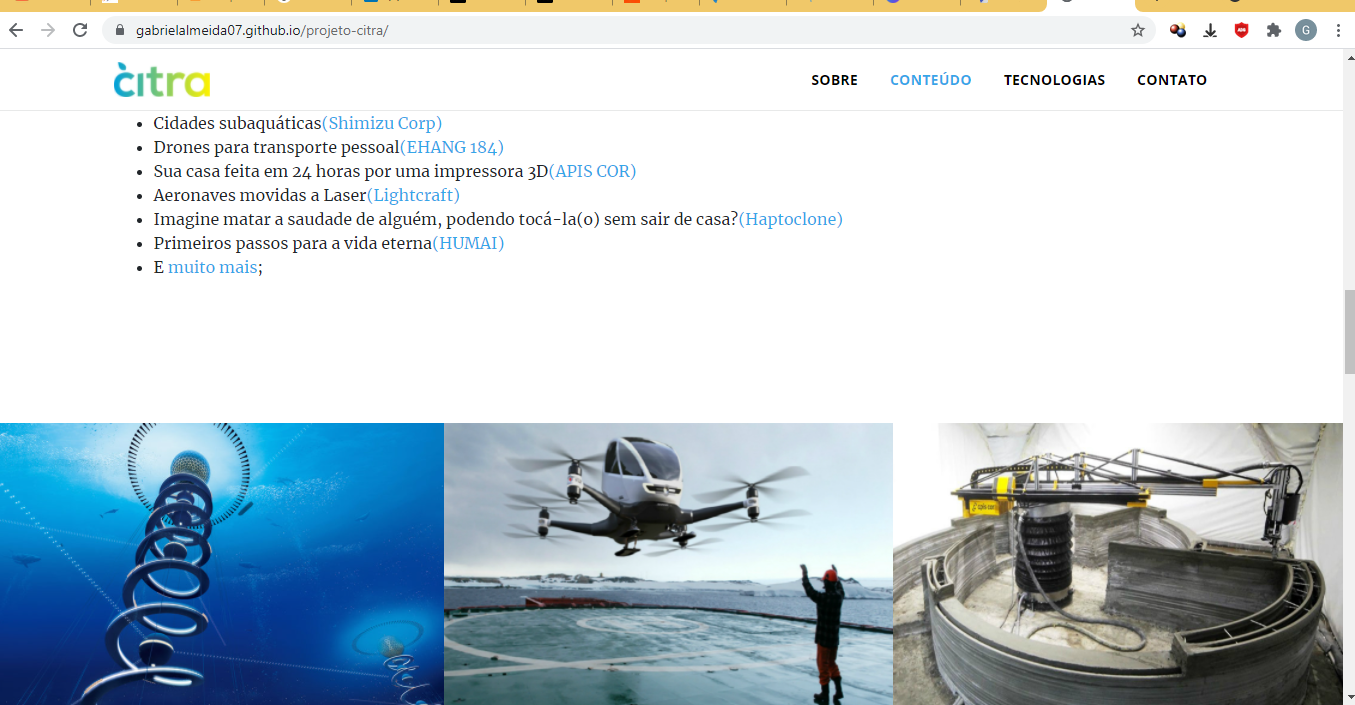 gabrielalmeida07.github.io/projeto-citra/
G
citra
SOBRE CONTEÚDO TECNOLOGIAS CONTATO
• Cidades subaquáticas(Shimizu Corp)
• Drones para transporte pessoal(EHANG 184)
• Sua casa feita em 24 horas por uma impressora 3D(APIS COR)
• Aeronaves movidas a Laser(Lightcraft)
• Imagine matar a saudade de alguém, podendo tocá-la(o) sem sair de casa?(Haptoclone)
• Primeiros passos para a vida eterna(HUMAI)
• E muito mais;
apis cor